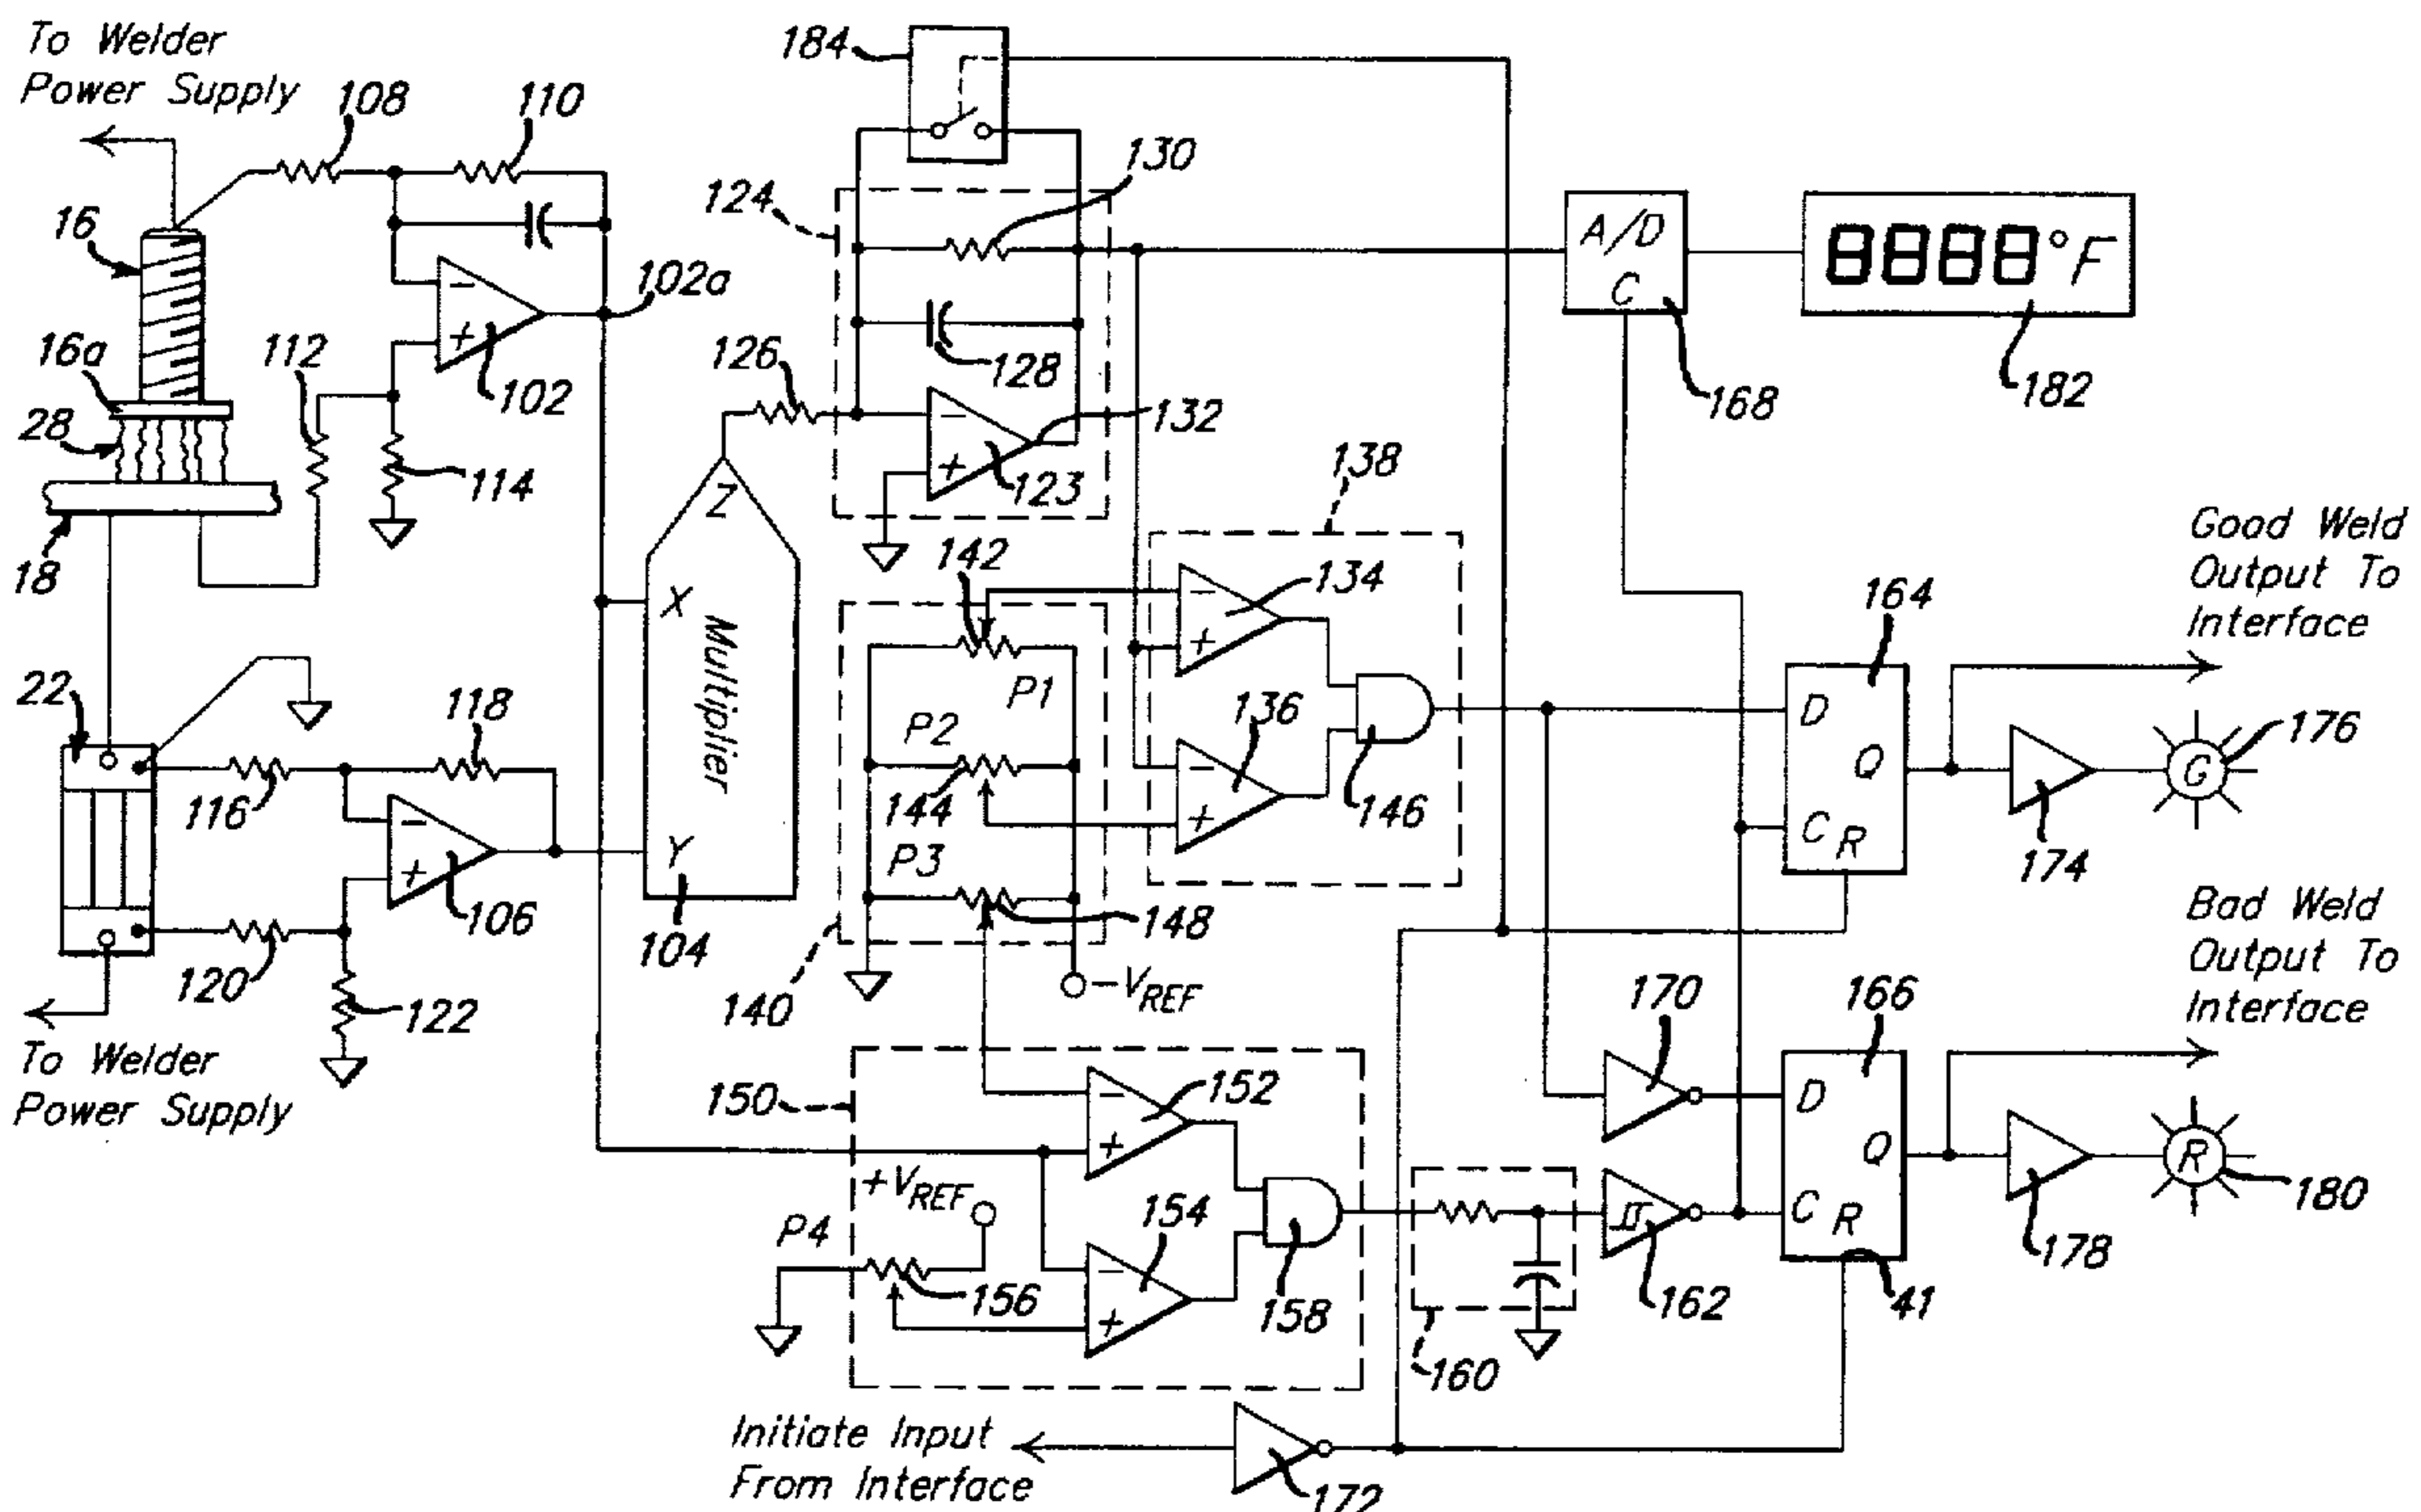 To Welder
Power Supply
108
110
184
130
124
16
102a
A/D
C
8888°F
16a
112
126
128
132
102
168
182
28
−
+
114
−
+
123
138
Good Weld
Output To
Interface
18
Z
142
−
+
134
164
X
Multiplier
Y
P1
22
118
P2
136
D
Q
C
R
G
176
116
144
−
+
146
174
−
+
106
P3
148
104
Bad Weld
Output To
Interface
120
122
140
−VREF
170
166
To Welder
Power Supply
150
−
+
152
D
Q
C
R
R
180
+VREF
P4
154
−
+
156
158
162
41
178
160
Initiate Input
From Interface
172